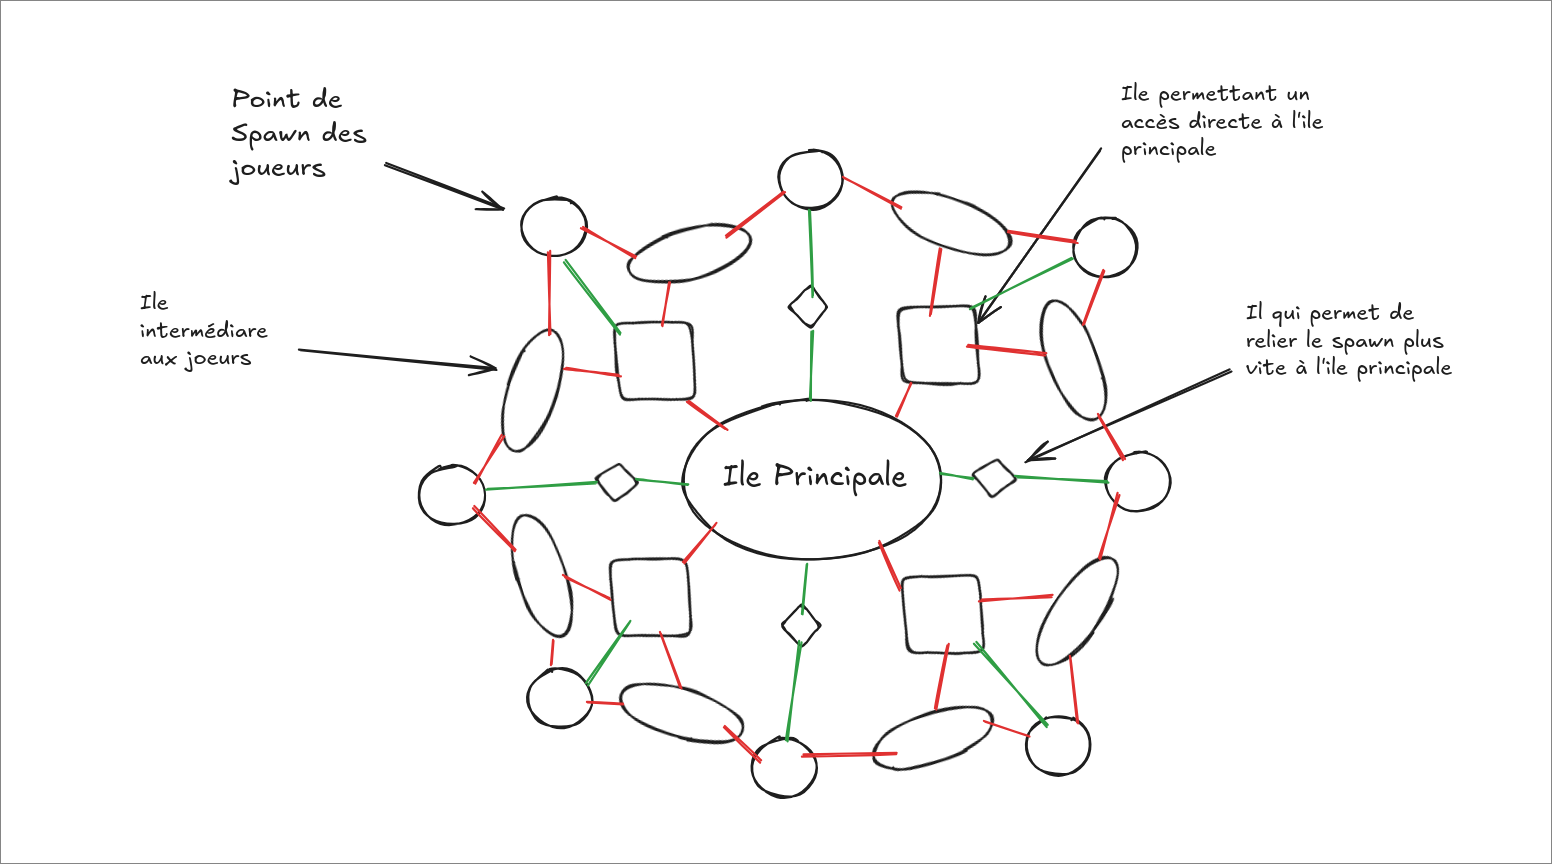 Point de
Spawn des
joueurs
Ile permettant un
accès directe à l'ile
principale
Ile
intermédiare
aux joeurs
Il qui permet de
relier le spawn plus
vite à l'ile principale
Ile Principale